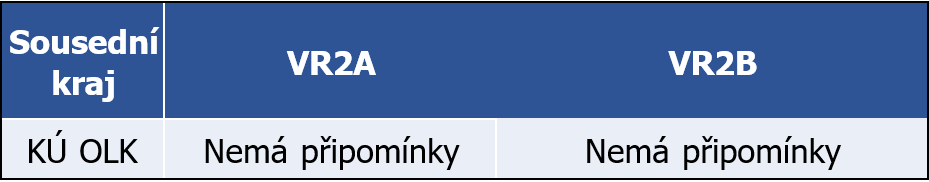 Sousední kraj VR2A VR2B
KÚ OLK Nemá připomínky Nemá připomínky